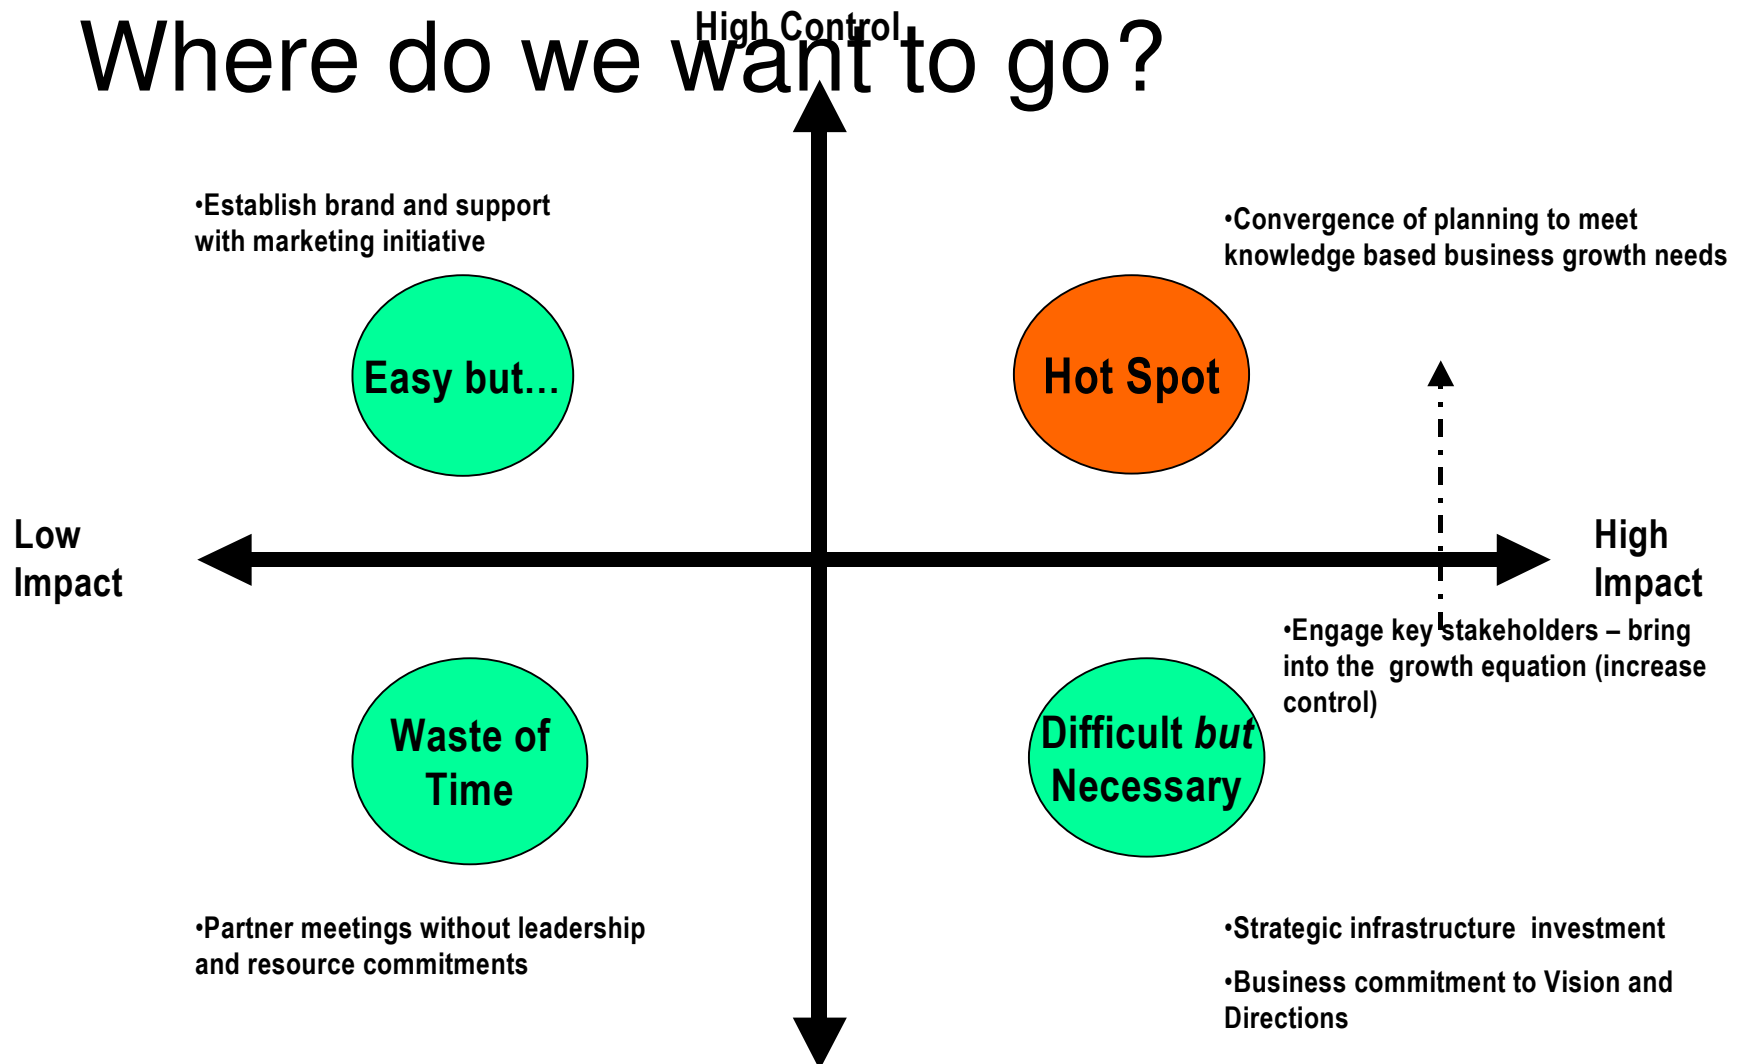 Where do we want to go?
High Control
•Establish brand and support
with marketing initiative
•Convergence of planning to meet
knowledge based business growth needs
Easy but…
Hot Spot
Low
Impact
High
Impact
•Engage key stakeholders – bring
into the  growth equation (increase
control)
Waste of
Time
Difficult but
Necessary
•Partner meetings without leadership
and resource commitments
•Strategic infrastructure  investment
•Business commitment to Vision and
Directions